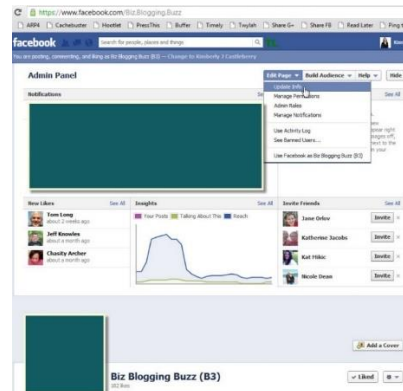 https://www.facebook.com/Biz.Blogging.Buzz
ARP4 Cachebuster Hootlet PressThis Buffer Timely Twylah Share G+ Share FB Read Later Ping
facebook Search for people, places and things
You are posting, commenting, and liking as Biz Blogging Buzz (B3) — Change to Kimberly Castleberry
Admin Panel Edit Page Build Audience Help Hide
Notifications See All
Update Info
Manage Permissions
Admin Roles
Manage Notifications
Use Activity Log
See Banned Users...
Use Facebook as Biz Blogging Buzz (B3)
New Likes See All Insights See All Invite Friends See All
Tom Long
about 2 weeks ago
Jeff Knowles
about a month ago
Chasity Archer
about a month ago
Your Posts Talking About This Reach
Jane Orlov Invite
Katherine Jacobs Invite
Kat Hikic Invite
Nicole Dean Invite
Add a Cover
Biz Blogging Buzz (B3)
Liked